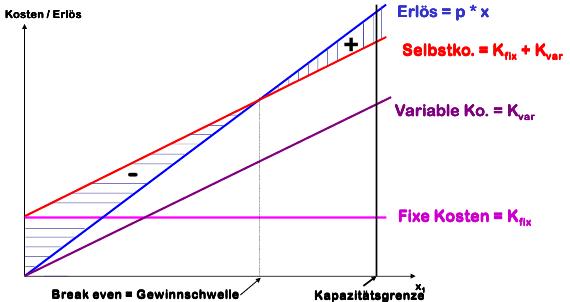 Kosten / Erlös
Erlös = p * x
+
Selbstko. = Kfix + Kvar
Variable Ko. = Kvar
-
Fixe Kosten = Kfix
x1
Break even = Gewinnschwelle
Kapazitätsgrenze